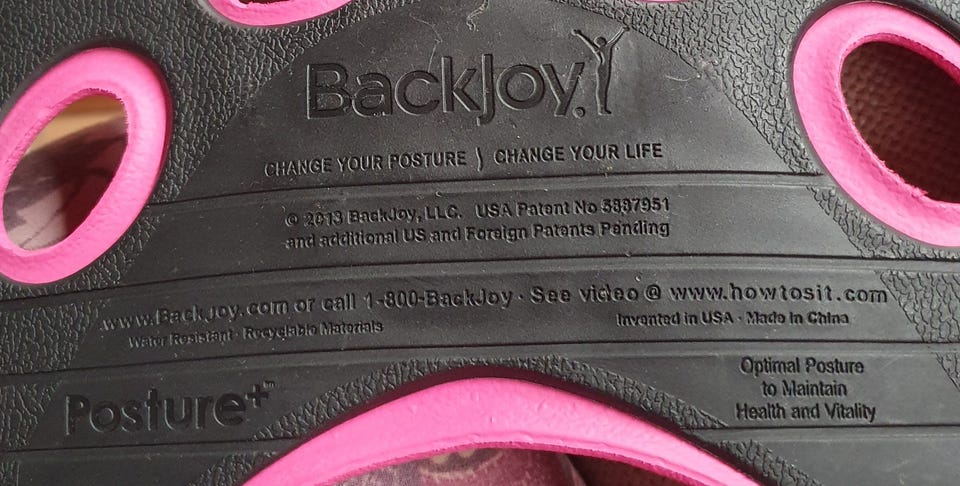 BackJoy.
CHANGE YOUR POSTURE ) CHANGE YOUR LIFE
© 2013 BackJoy, LLC. USA Patent No 5887951
and additional US and Foreign Patents Pending
www.BackJoy.com or call 1-800-BackJoy · See video @ www.howtosit.com
Water Resistant · Recyclable Materials
Invented in USA · Made in China
Posture+™
Optimal Posture
to Maintain
Health and Vitality